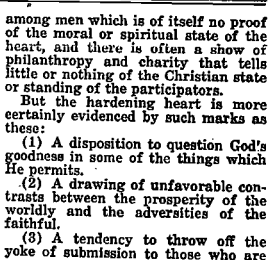 among men which is of itself no proof
of the moral or spiritual state of the
heart, and there is often a show of
philanthropy and charity that tells
little or nothing of the Christian state
or standing of the participators.
But the hardening heart is more
certainly evidenced by such marks as
these:
(1) A disposition to question God's
goodness in some of the things which
He permits.
(2) A drawing of unfavorable con-
trasts between the prosperity of the
worldly and the adversities of the
faithful.
(3) A tendency to throw off the
yoke of submission to those who are